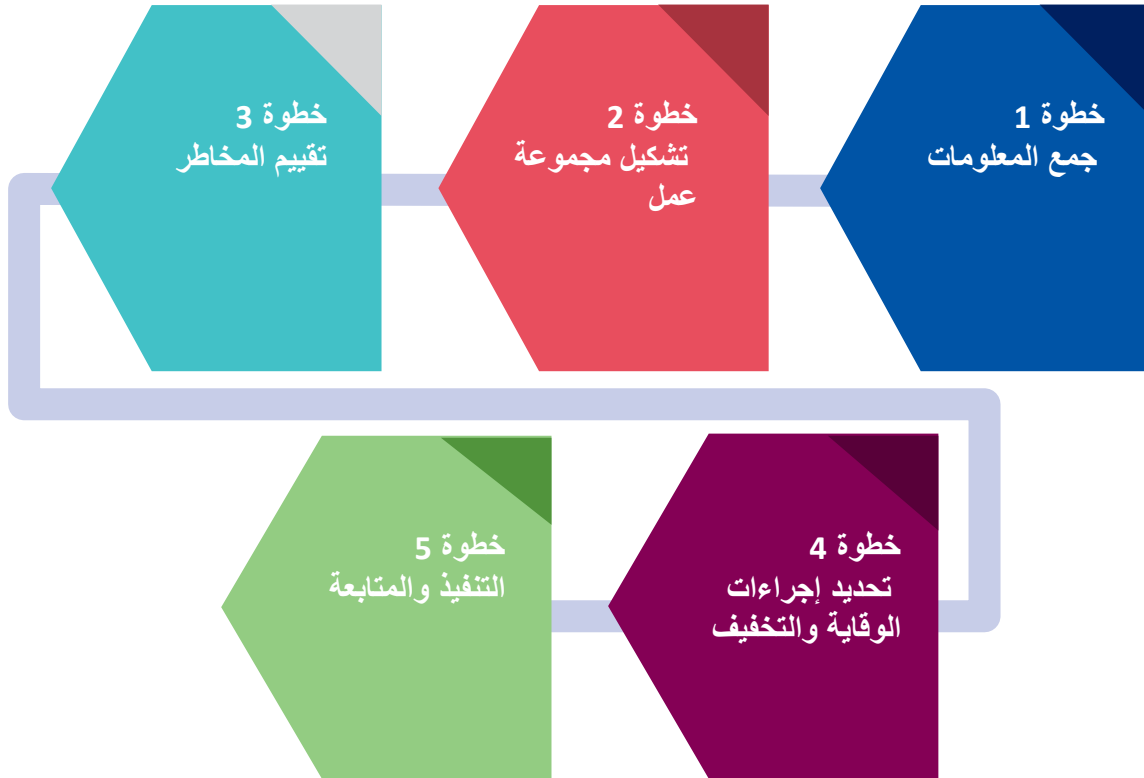 خطوة 1
جمع المعلومات
خطوة 2
تشكيل مجموعة
عمل
خطوة 3
تقييم المخاطر
خطوة 4
تحديد إجراءات
الوقاية والتخفيف
خطوة 5
التنفيذ والمتابعة